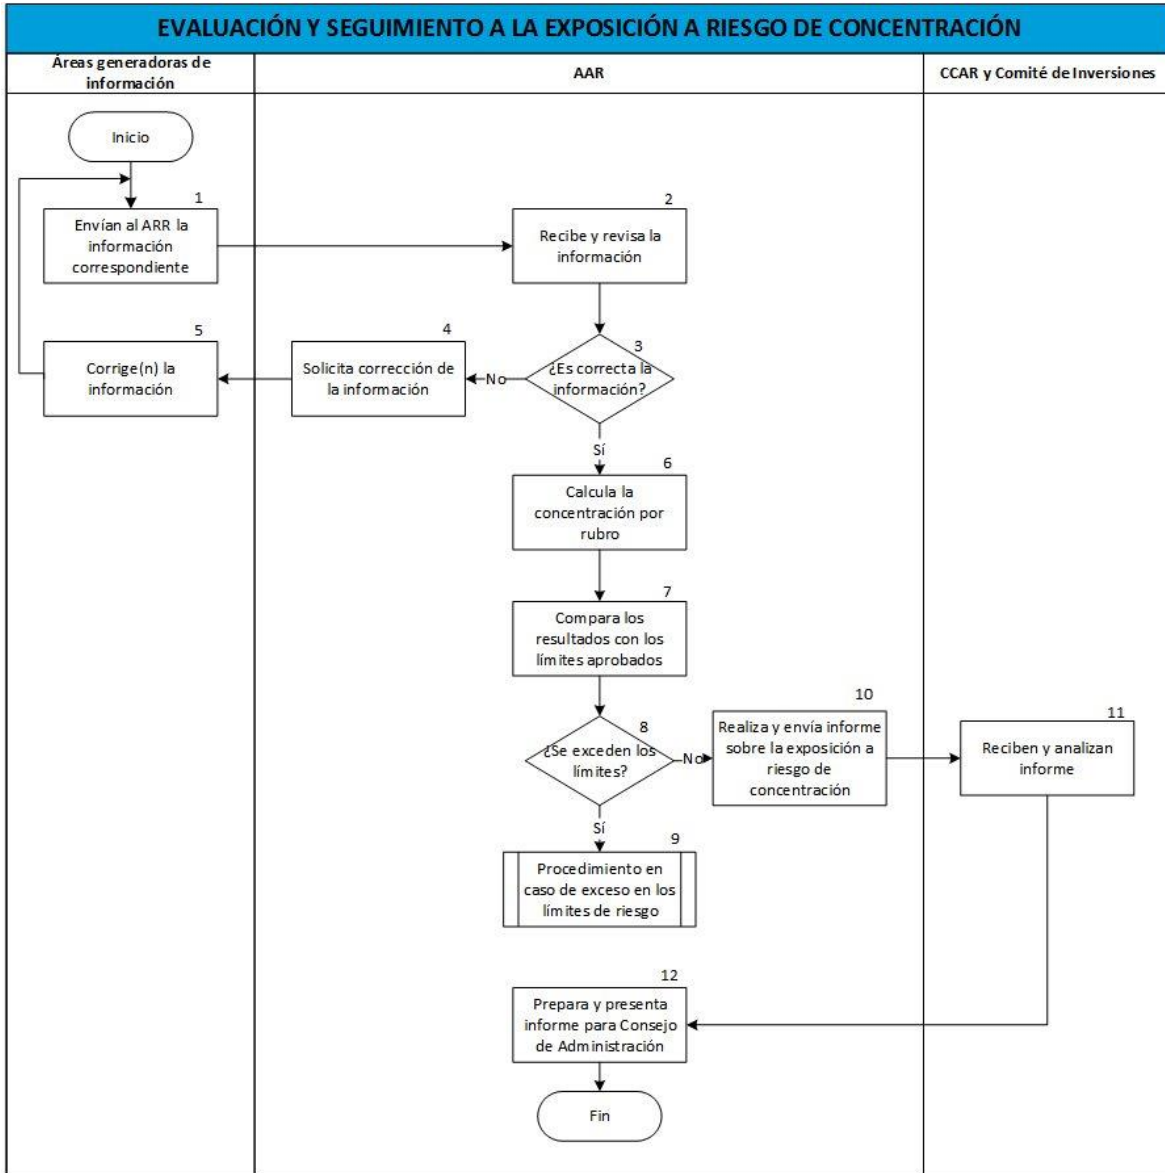 EVALUACIÓN Y SEGUIMIENTO A LA EXPOSICIÓN A RIESGO DE CONCENTRACIÓN
Áreas generadoras de
información
AAR
CCAR y Comité de Inversiones
Inicio
1
Envían al ARR la
información
correspondiente
2
Recibe y revisa la
información
3
¿Es correcta la
información?
No
4
Solicita corrección de
la información
5
Corrige(n) la
información
Sí
6
Calcula la
concentración por
rubro
7
Compara los
resultados con los
límites aprobados
8
¿Se exceden los
límites?
No
10
Realiza y envía informe
sobre la exposición a
riesgo de
concentración
11
Reciben y analizan
informe
Sí
9
Procedimiento en
caso de exceso en los
límites de riesgo
12
Prepara y presenta
informe para Consejo
de Administración
Fin